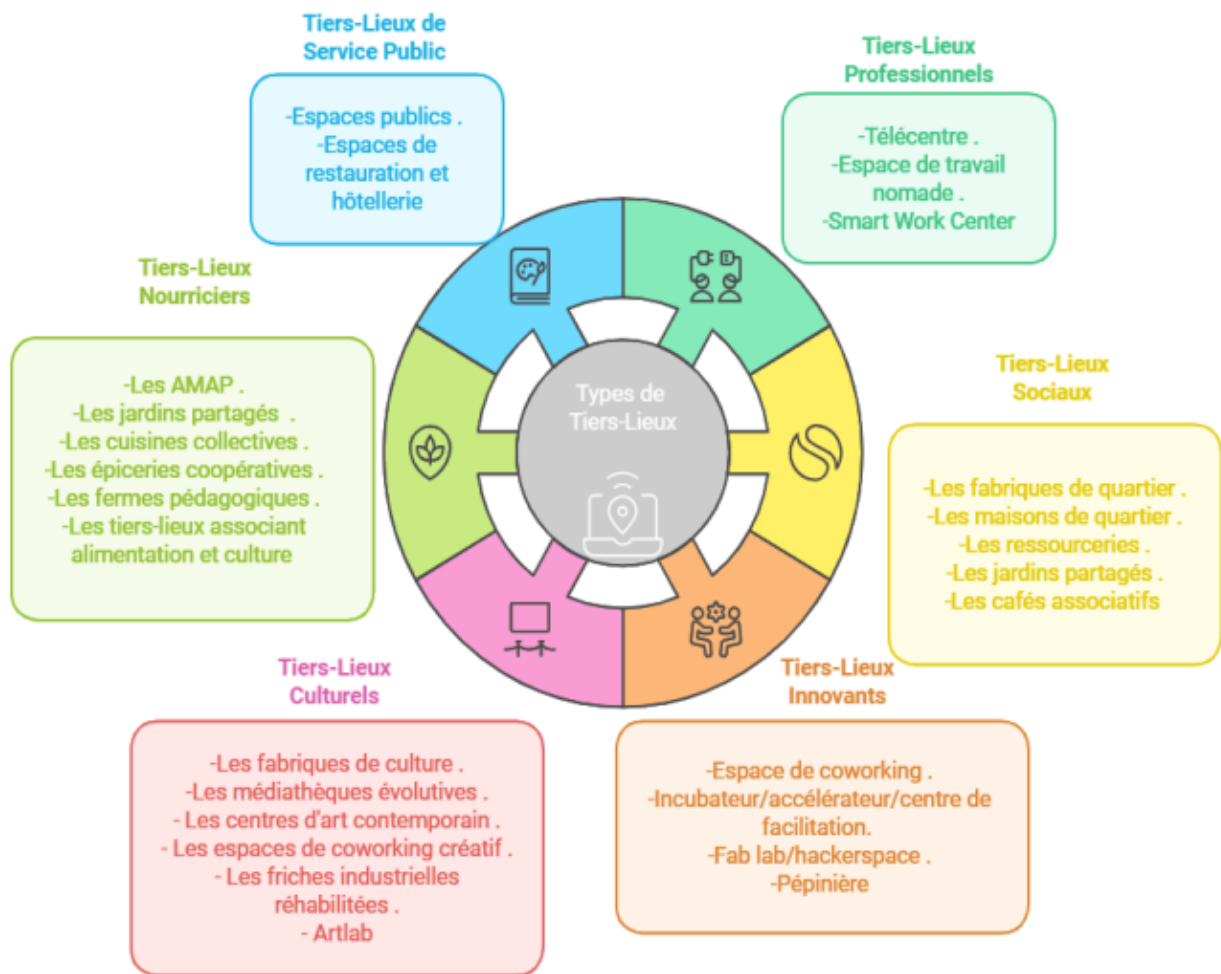 Tiers-Lieux de
Service Public
-Espaces publics .
-Espaces de
restauration et
hôtellerie
Tiers-Lieux
Professionnels
-Télécentre .
-Espace de travail
nomade .
-Smart Work Center
Tiers-Lieux
Nourriciers
-Les AMAP .
-Les jardins partagés .
-Les cuisines collectives .
-Les épiceries coopératives .
-Les fermes pédagogiques .
-Les tiers-lieux associant
alimentation et culture
Types de
Tiers-Lieux
Tiers-Lieux
Sociaux
-Les fabriques de quartier .
-Les maisons de quartier .
-Les ressourceries .
-Les jardins partagés .
-Les cafés associatifs
Tiers-Lieux
Culturels
-Les fabriques de culture .
-Les médiathèques évolutives .
- Les centres d'art contemporain .
- Les espaces de coworking créatif .
- Les friches industrielles
réhabilitées .
- Artlab
Tiers-Lieux
Innovants
-Espace de coworking .
-Incubateur/accélérateur/centre de
facilitation.
-Fab lab/hackerspace .
-Pépinière